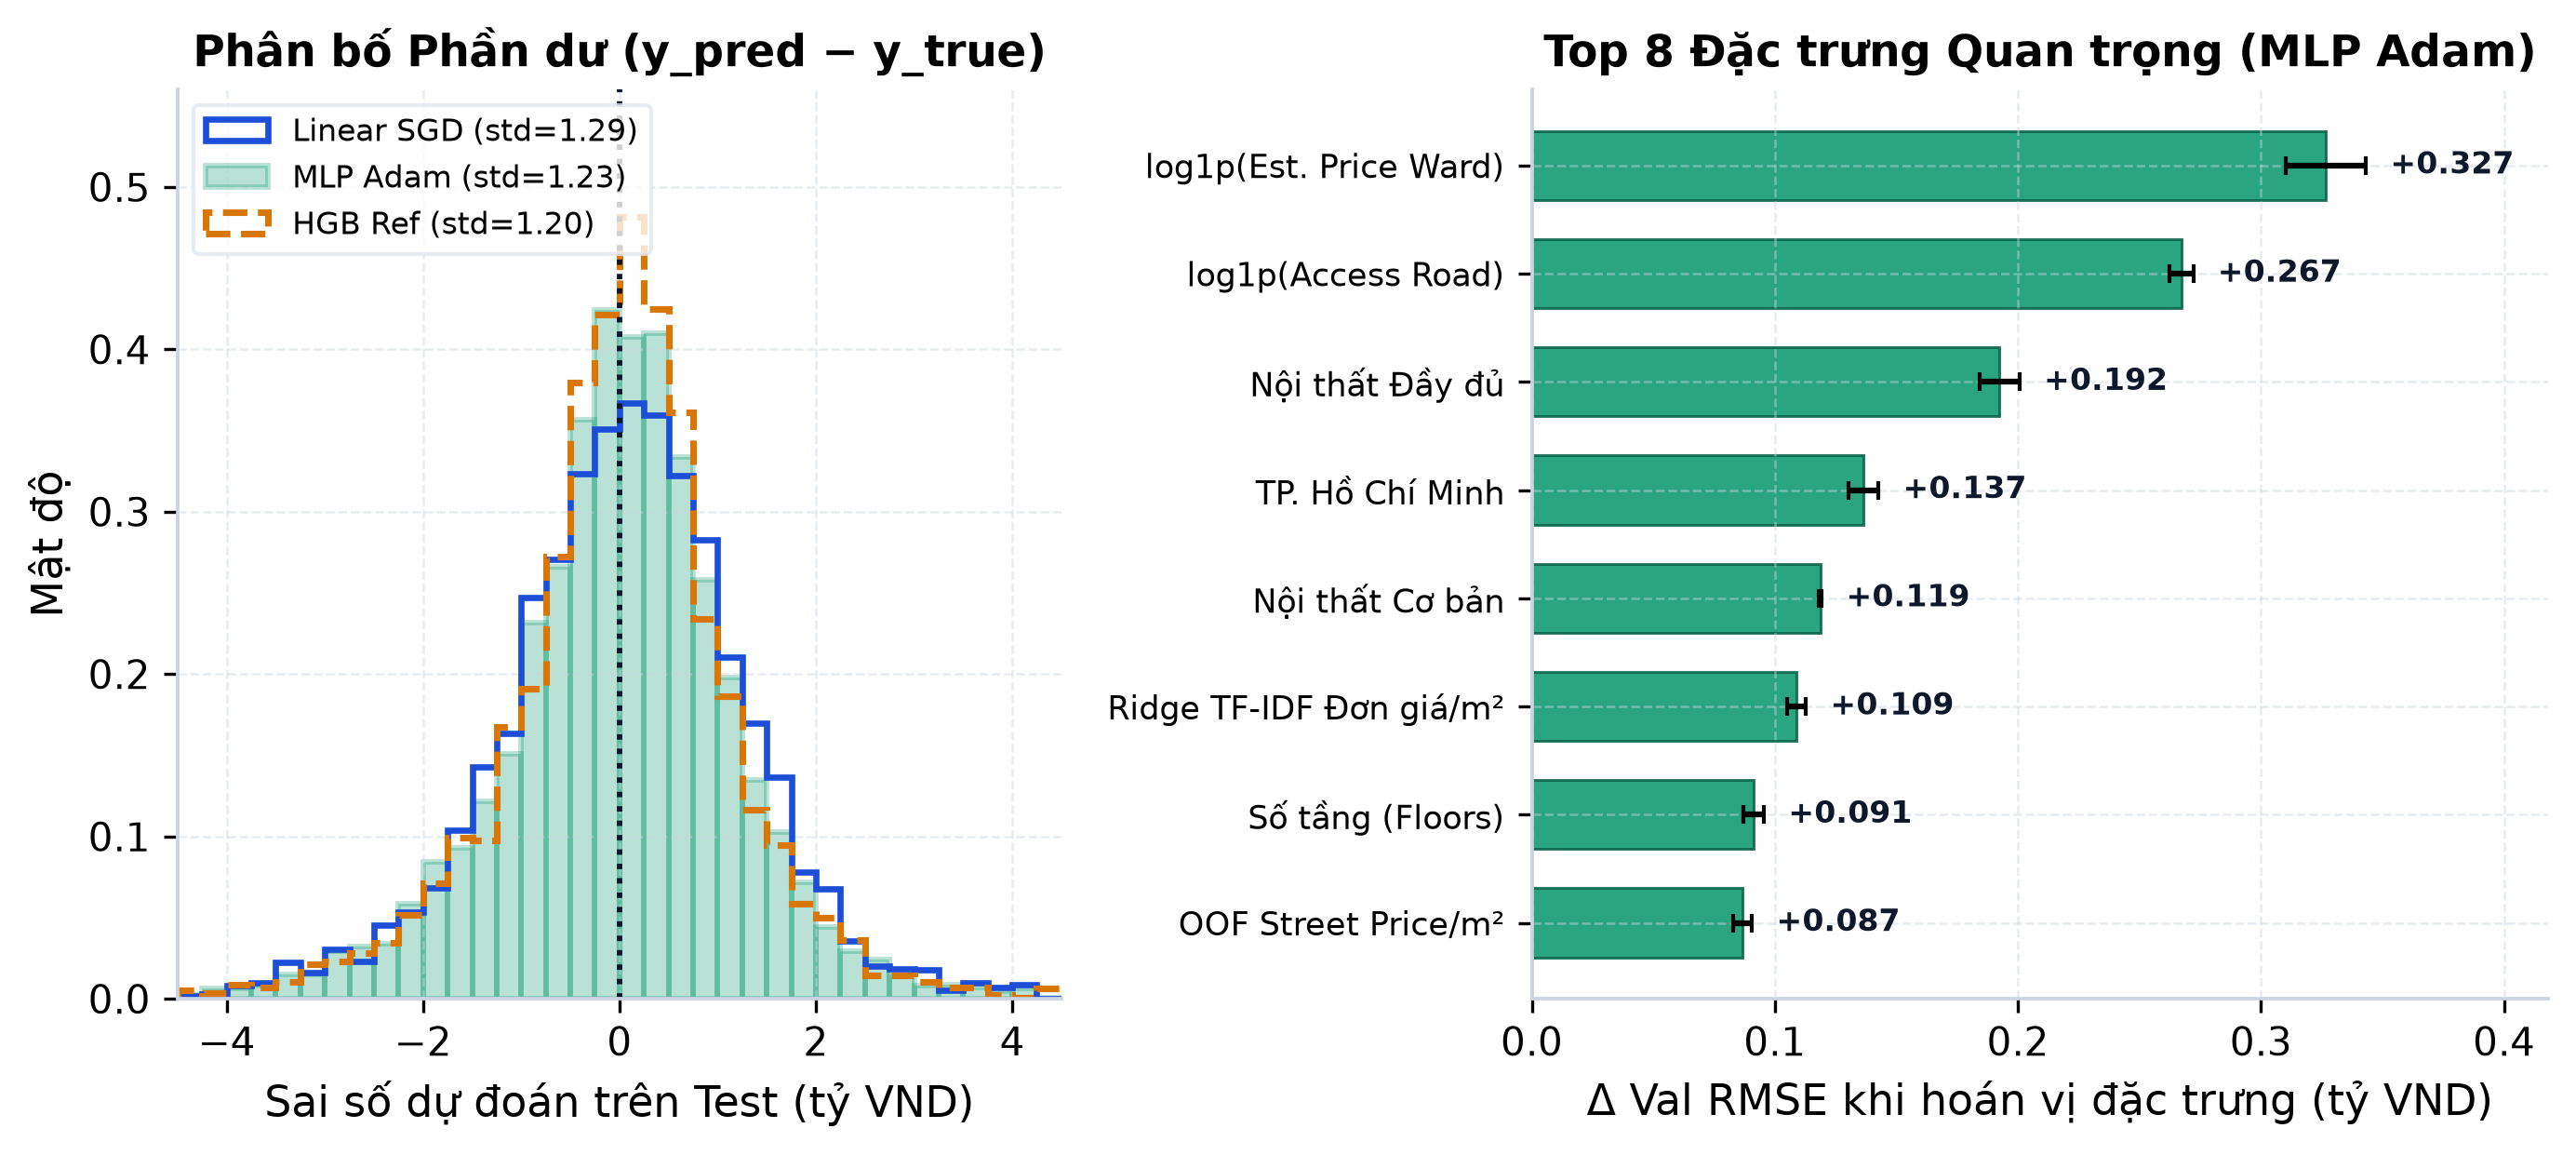 Phân bố Phần dư (y_pred − y_true)
Linear SGD (std=1.29)
MLP Adam (std=1.23)
HGB Ref (std=1.20)
Mật độ
0.5
0.4
0.3
0.2
0.1
0.0
−4
−2
0
2
4
Sai số dự đoán trên Test (tỷ VND)
Top 8 Đặc trưng Quan trọng (MLP Adam)
log1p(Est. Price Ward)
+0.327
log1p(Access Road)
+0.267
Nội thất Đầy đủ
+0.192
TP. Hồ Chí Minh
+0.137
Nội thất Cơ bản
+0.119
Ridge TF-IDF Đơn giá/m²
+0.109
Số tầng (Floors)
+0.091
OOF Street Price/m²
+0.087
0.0
0.1
0.2
0.3
0.4
Δ Val RMSE khi hoán vị đặc trưng (tỷ VND)